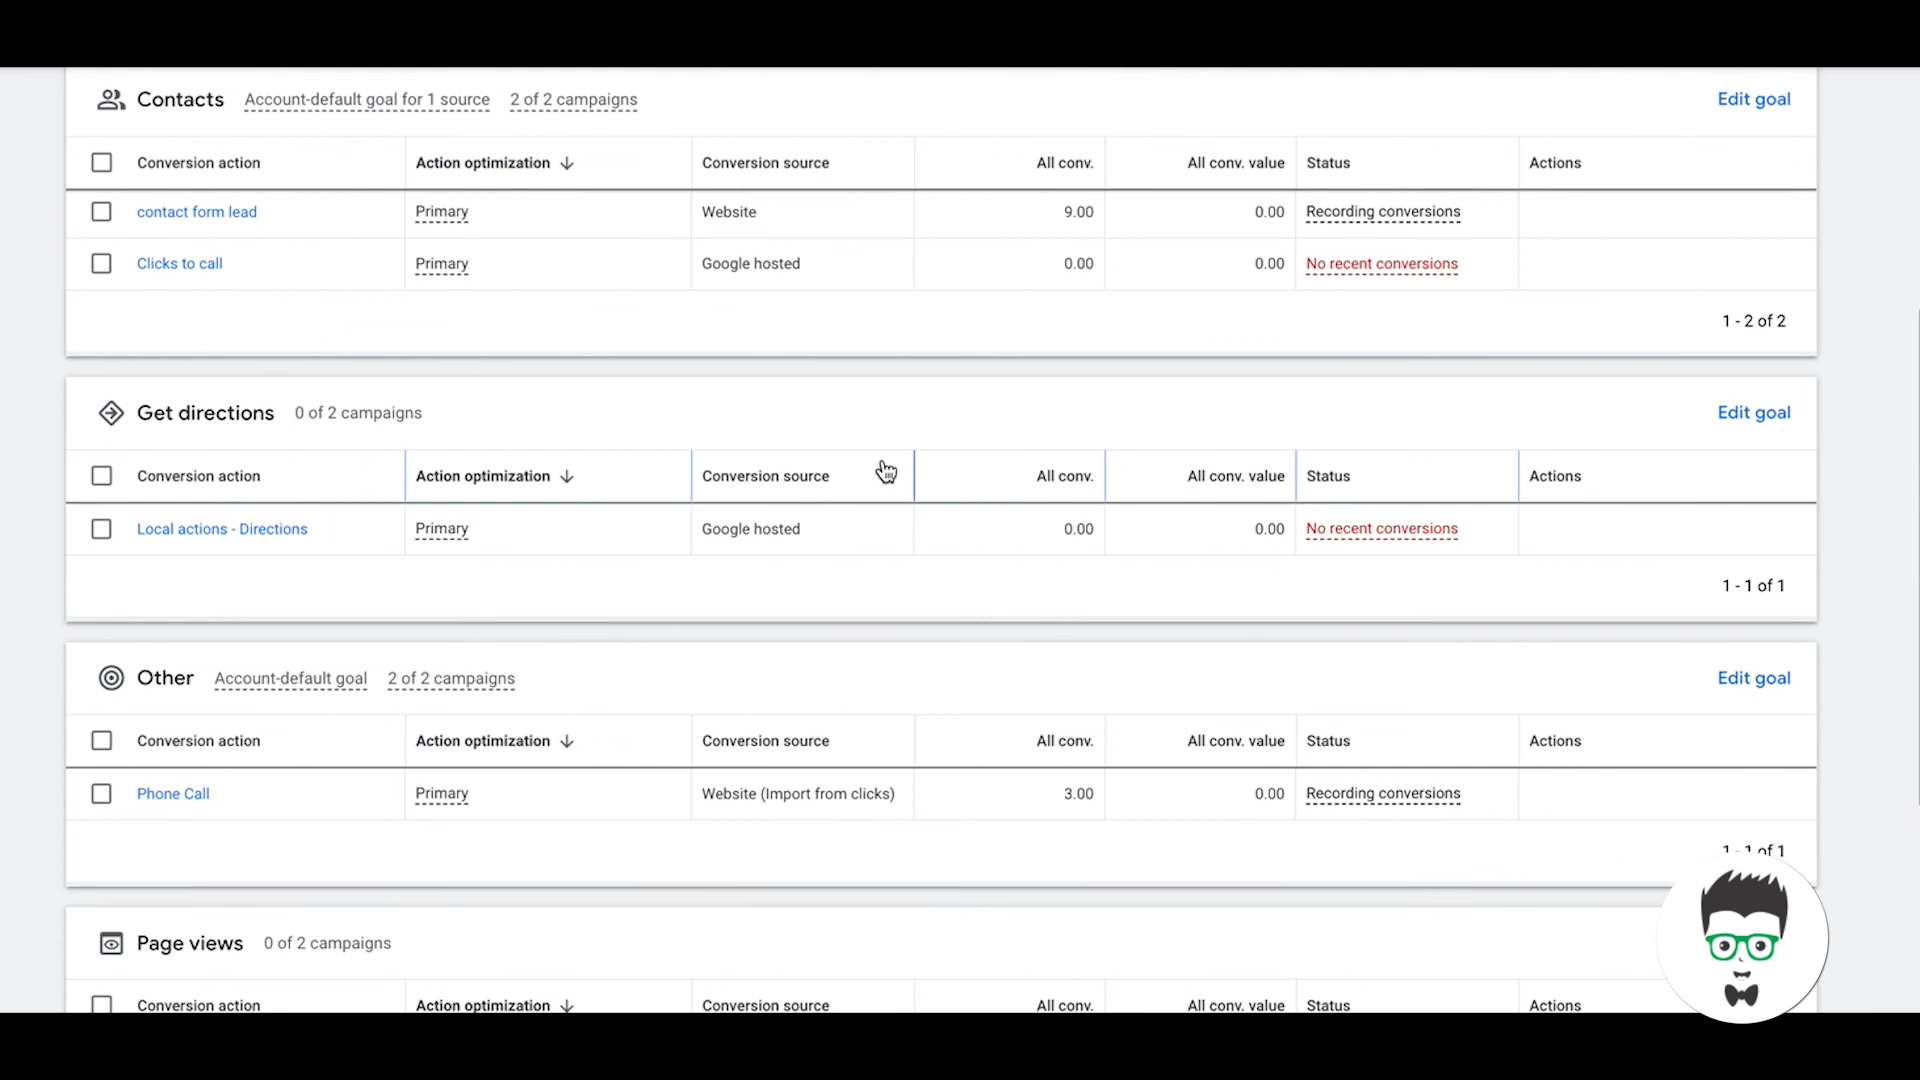 Contacts Account-default goal for 1 source 2 of 2 campaigns Edit goal
Conversion action Action optimization Conversion source All conv. All conv. value Status Actions
contact form lead Primary Website 9.00 0.00 Recording conversions
Clicks to call Primary Google hosted 0.00 0.00 No recent conversions
1 - 2 of 2
Get directions 0 of 2 campaigns Edit goal
Conversion action Action optimization Conversion source All conv. All conv. value Status Actions
Local actions - Directions Primary Google hosted 0.00 0.00 No recent conversions
1 - 1 of 1
Other Account-default goal 2 of 2 campaigns Edit goal
Conversion action Action optimization Conversion source All conv. All conv. value Status Actions
Phone Call Primary Website (Import from clicks) 3.00 0.00 Recording conversions
1 - 1 of 1
Page views 0 of 2 campaigns
Conversion action Action optimization Conversion source All conv. All conv. value Status Actions